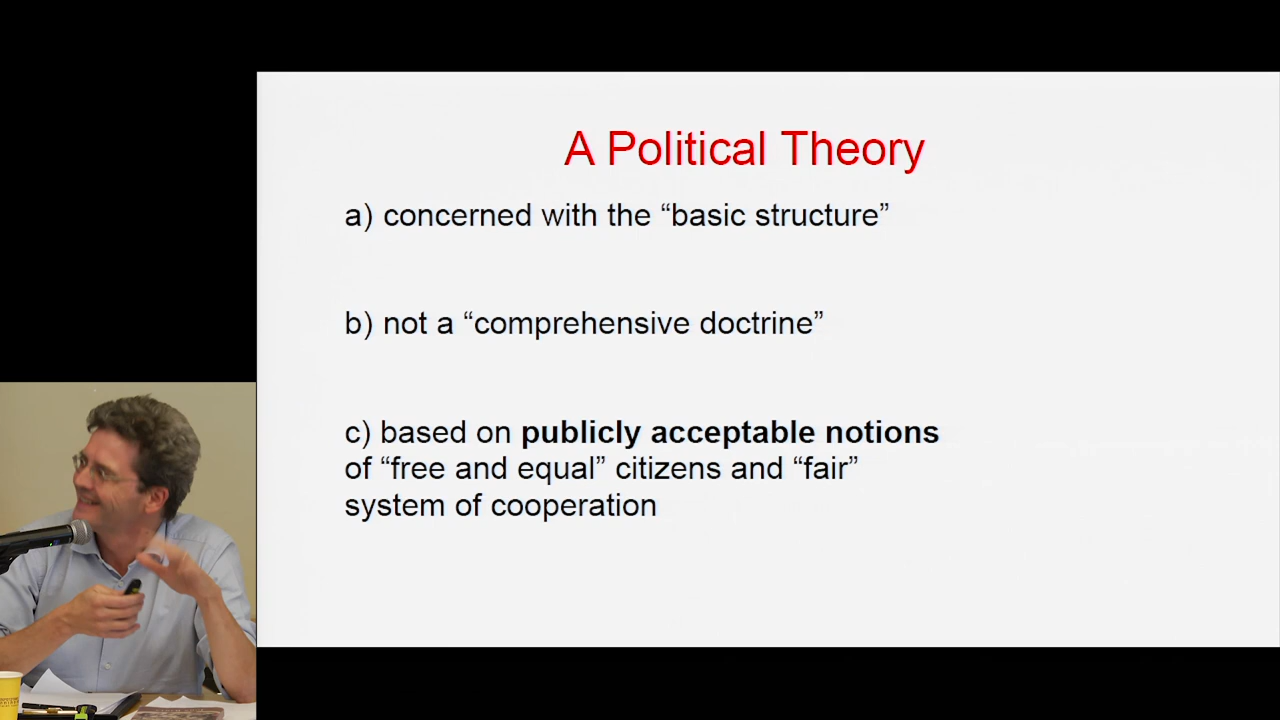 A Political Theory
a) concerned with the “basic structure”
b) not a “comprehensive doctrine”
c) based on publicly acceptable notions
of “free and equal” citizens and “fair”
system of cooperation